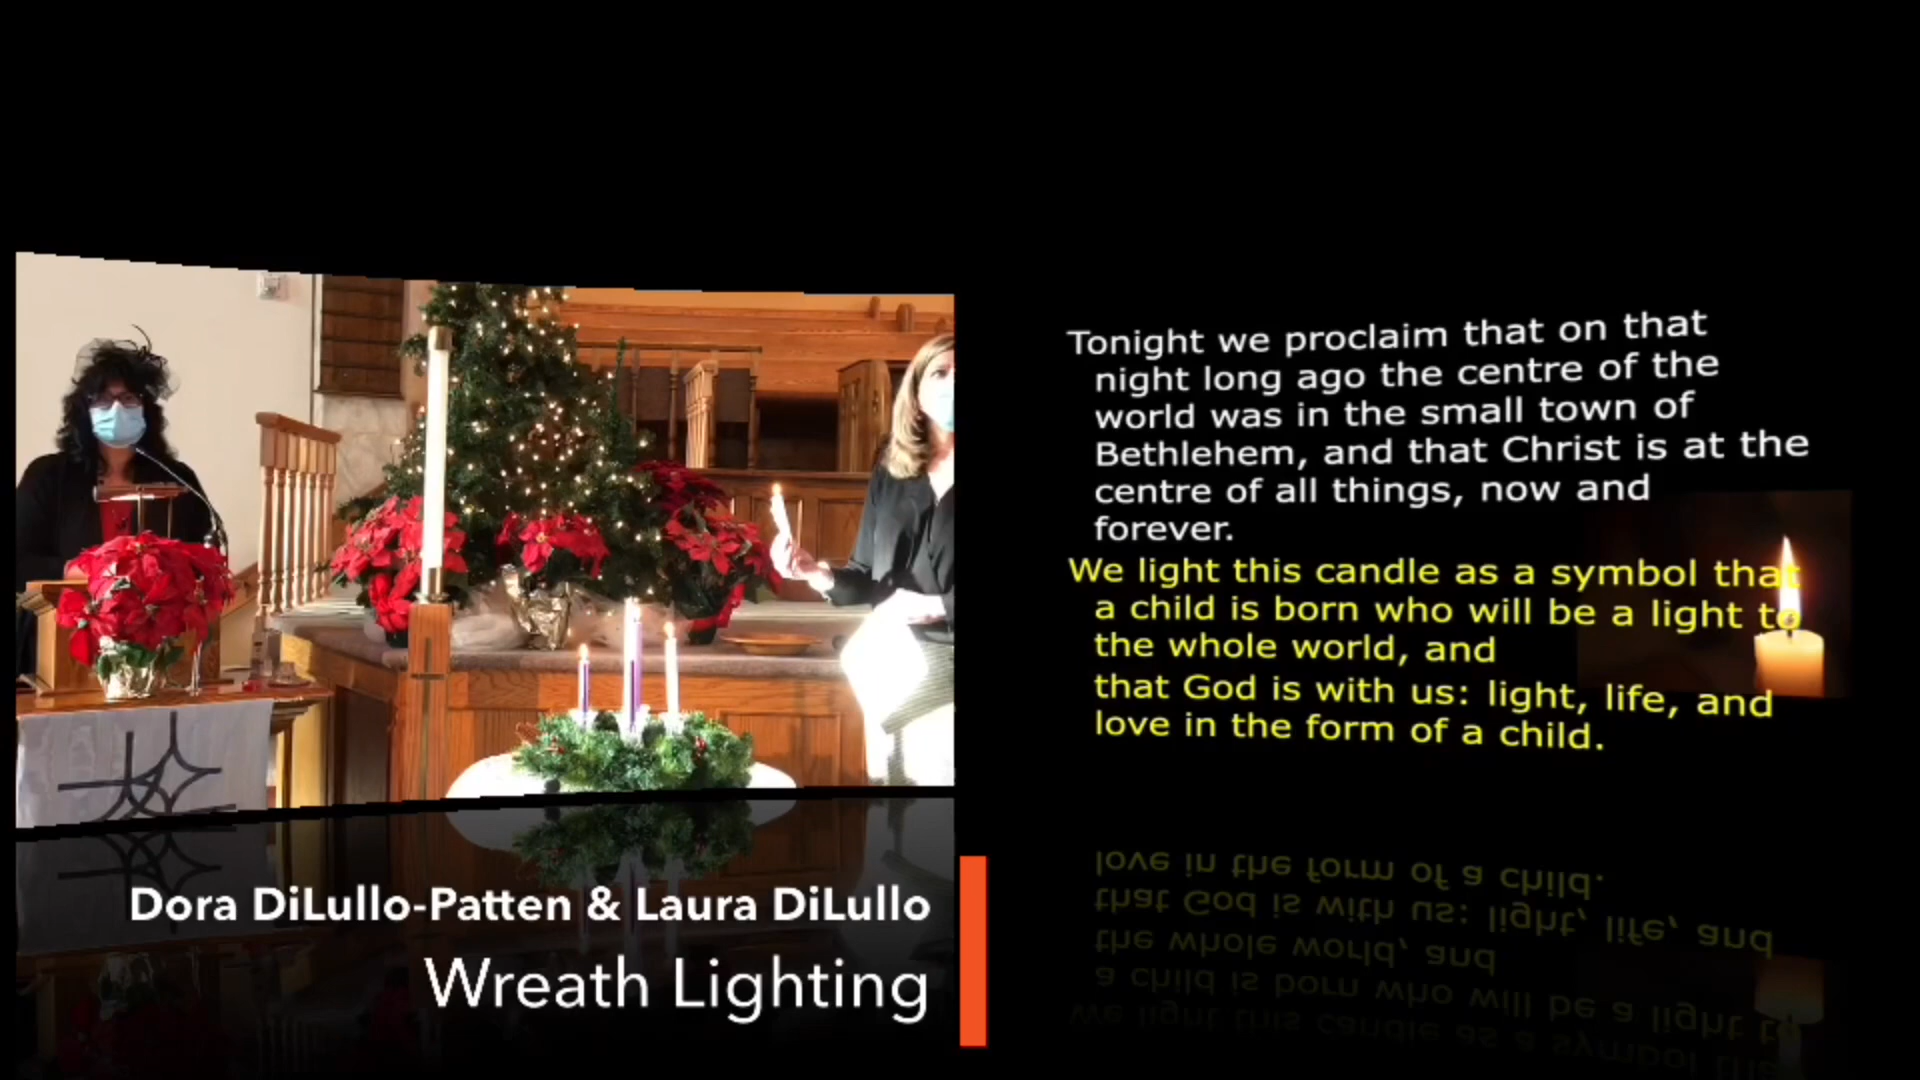 Tonight we proclaim that on that
night long ago the centre of the
world was in the small town of
Bethlehem, and that Christ is at the
centre of all things, now and
forever.
We light this candle as a symbol that
a child is born who will be a light to
the whole world, and
that God is with us: light, life, and
love in the form of a child.
Dora DiLullo-Patten & Laura DiLullo
Wreath Lighting